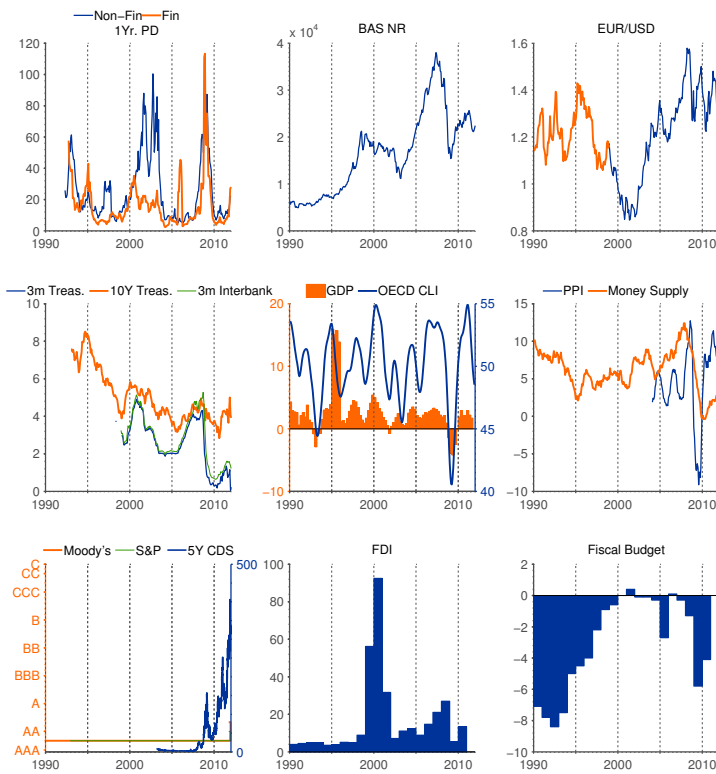 Non-Fin Fin
1Yr. PD
120
100
80
60
40
20
0
1990 2000 2010
BAS NR
x 10⁴
4
3
2
1
0
1990 2000 2010
EUR/USD
1.6
1.4
1.2
1
0.8
1990 2000 2010
3m Treas. 10Y Treas. 3m Interbank
10
8
6
4
2
0
1990 2000 2010
GDP OECD CLI
20
10
0
−10
55
50
45
40
1990 2000 2010
PPI Money Supply
15
10
5
0
−5
−10
1990 2000 2010
Moody's S&P 5Y CDS
C
CC
CCC
B
BB
BBB
A
AA
AAA
500
0
1990 2000 2010
FDI
100
80
60
40
20
0
1990 2000 2010
Fiscal Budget
2
0
−2
−4
−6
−8
−10
1990 2000 2010